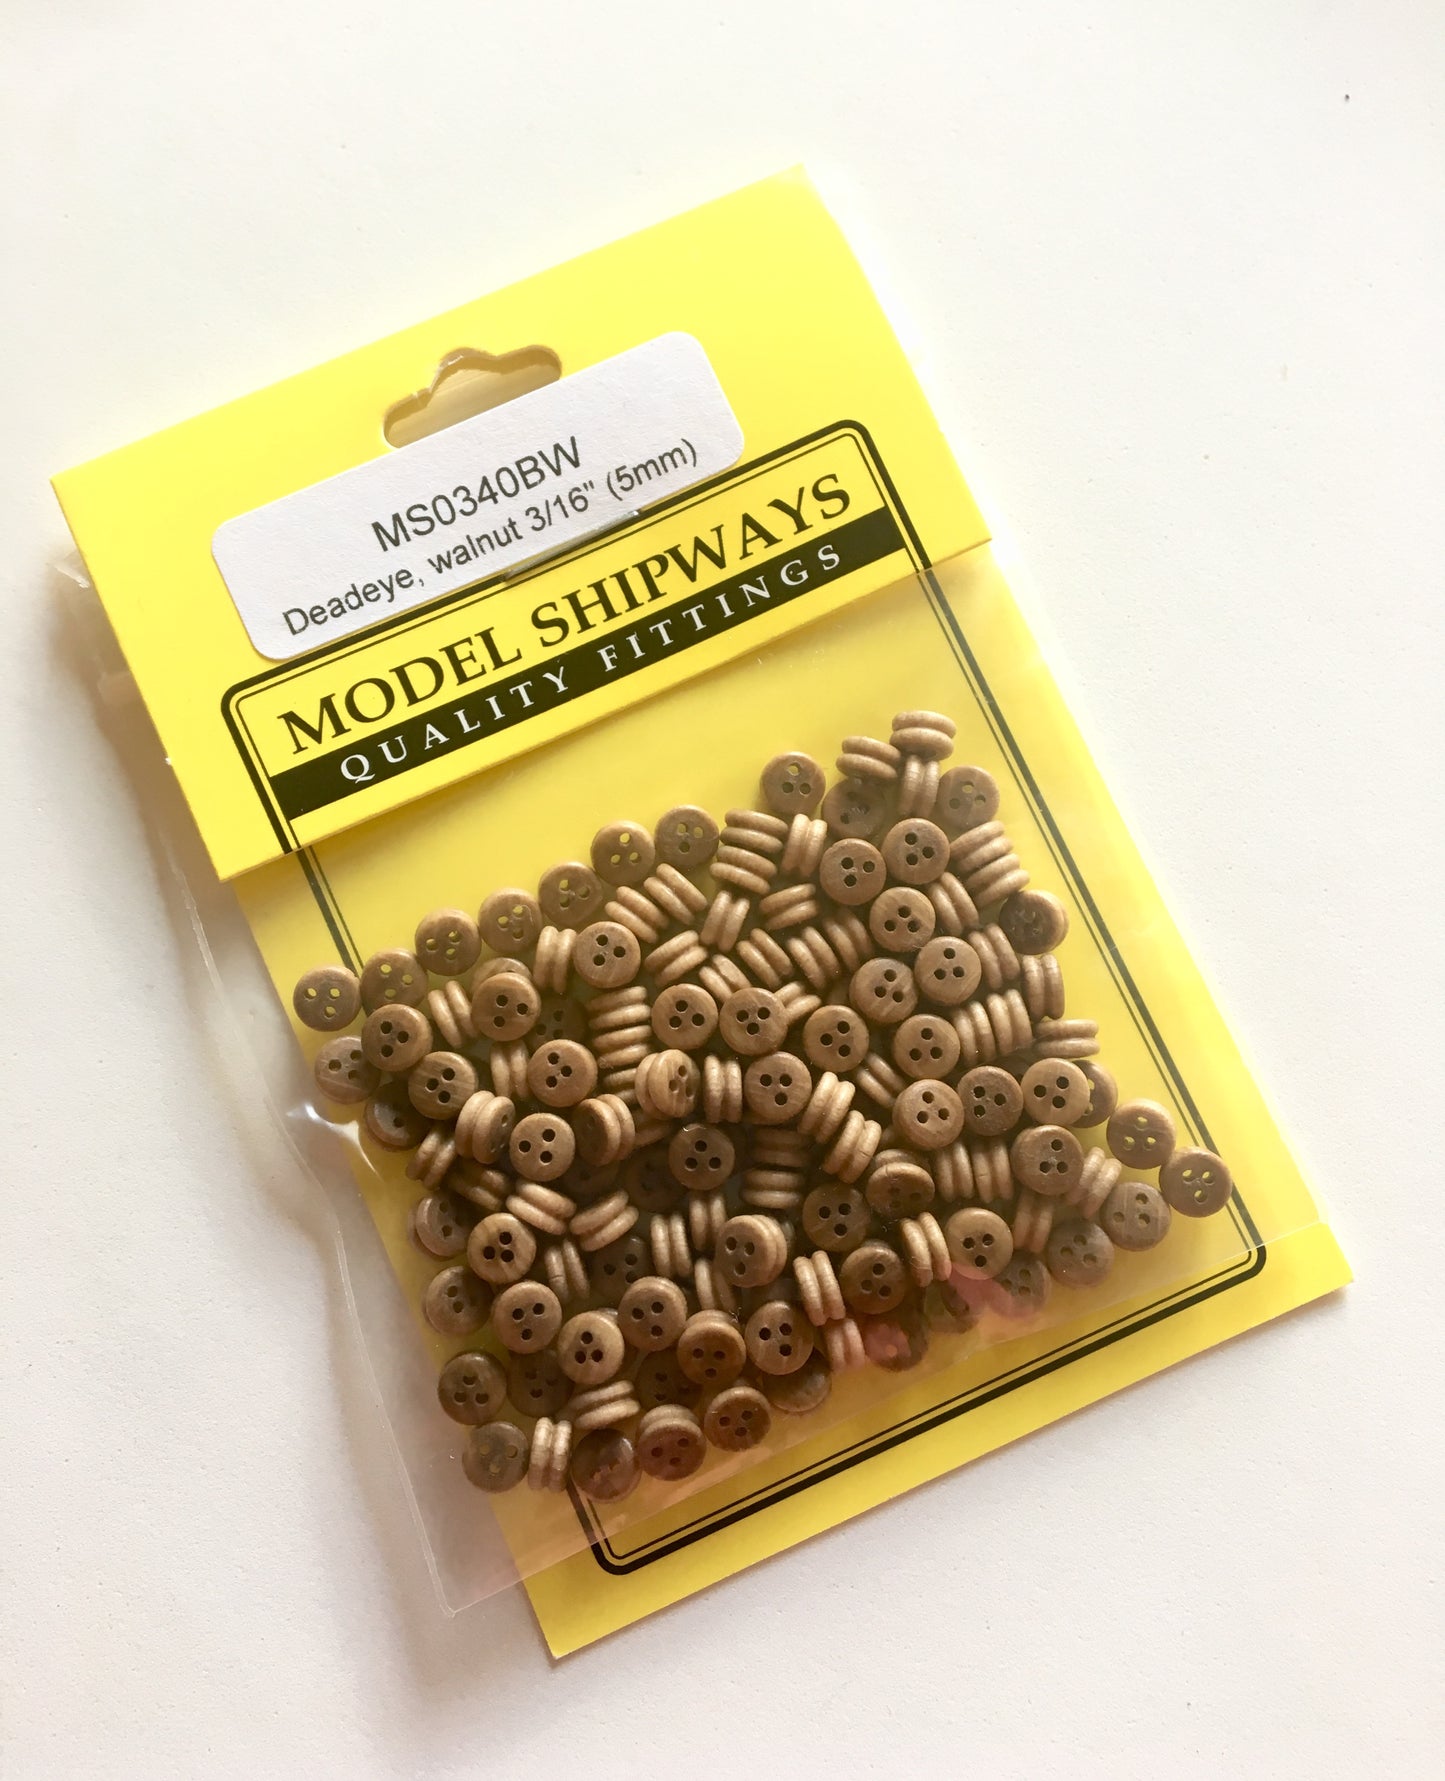 MS0340BW
Deadeye, walnut 3/16" (5mm)
MODEL SHIPWAYS
QUALITY FITTINGS